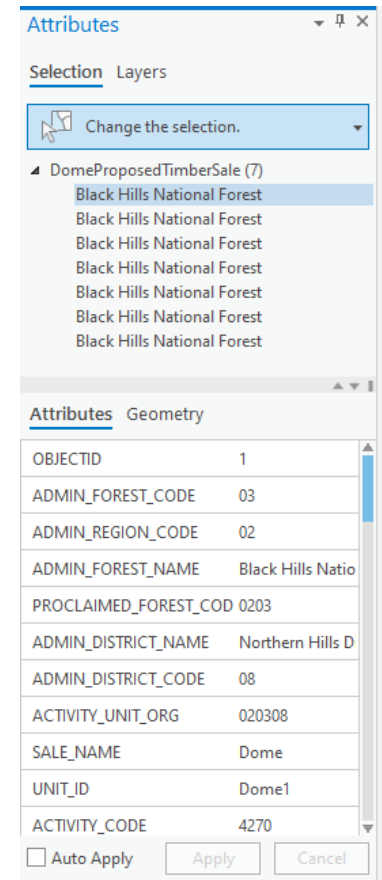 Attributes
Selection Layers
Change the selection.
DomeProposedTimberSale (7)
Black Hills National Forest
Black Hills National Forest
Black Hills National Forest
Black Hills National Forest
Black Hills National Forest
Black Hills National Forest
Black Hills National Forest
Attributes Geometry
OBJECTID 1
ADMIN_FOREST_CODE 03
ADMIN_REGION_CODE 02
ADMIN_FOREST_NAME Black Hills Natio
PROCLAIMED_FOREST_COD 0203
ADMIN_DISTRICT_NAME Northern Hills D
ADMIN_DISTRICT_CODE 08
ACTIVITY_UNIT_ORG 020308
SALE_NAME Dome
UNIT_ID Dome1
ACTIVITY_CODE 4270
Auto Apply Apply Cancel